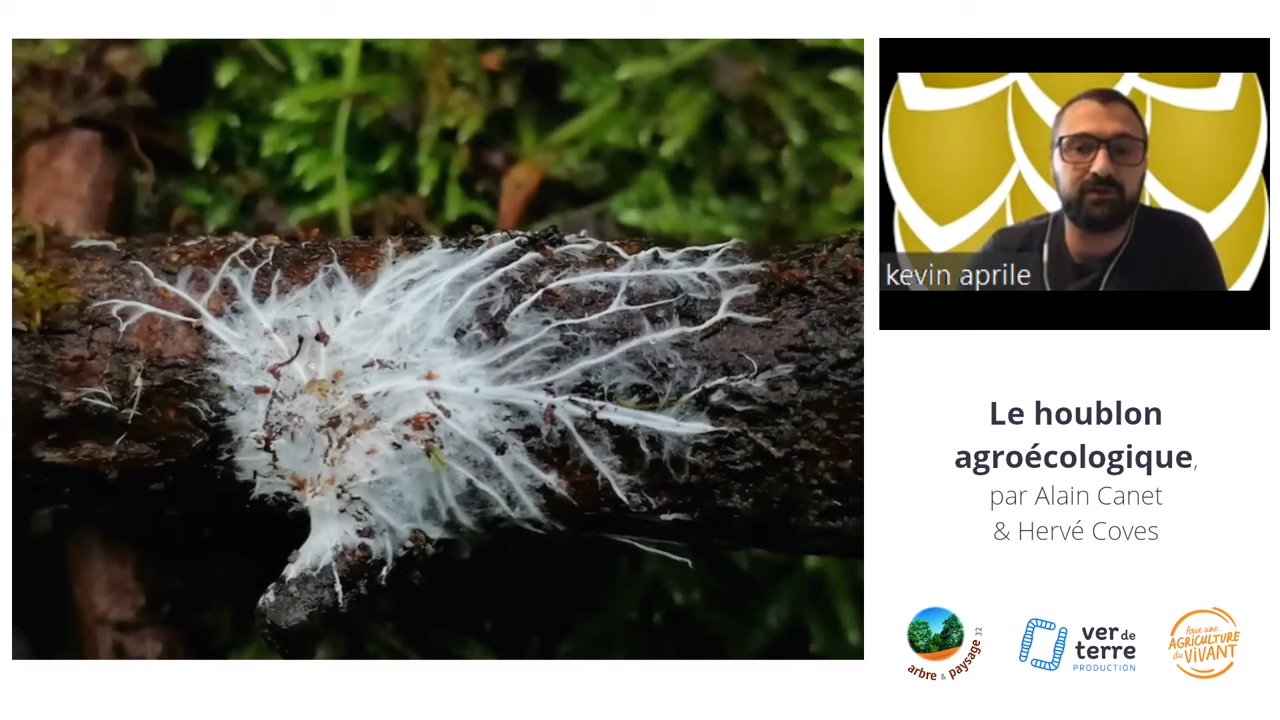 kevin aprile
Le houblon
agroécologique,
par Alain Canet
& Hervé Coves
arbre & paysage 32
ver de
terre
PRODUCTION
Pour une
AGRICULTURE
du VIVANT